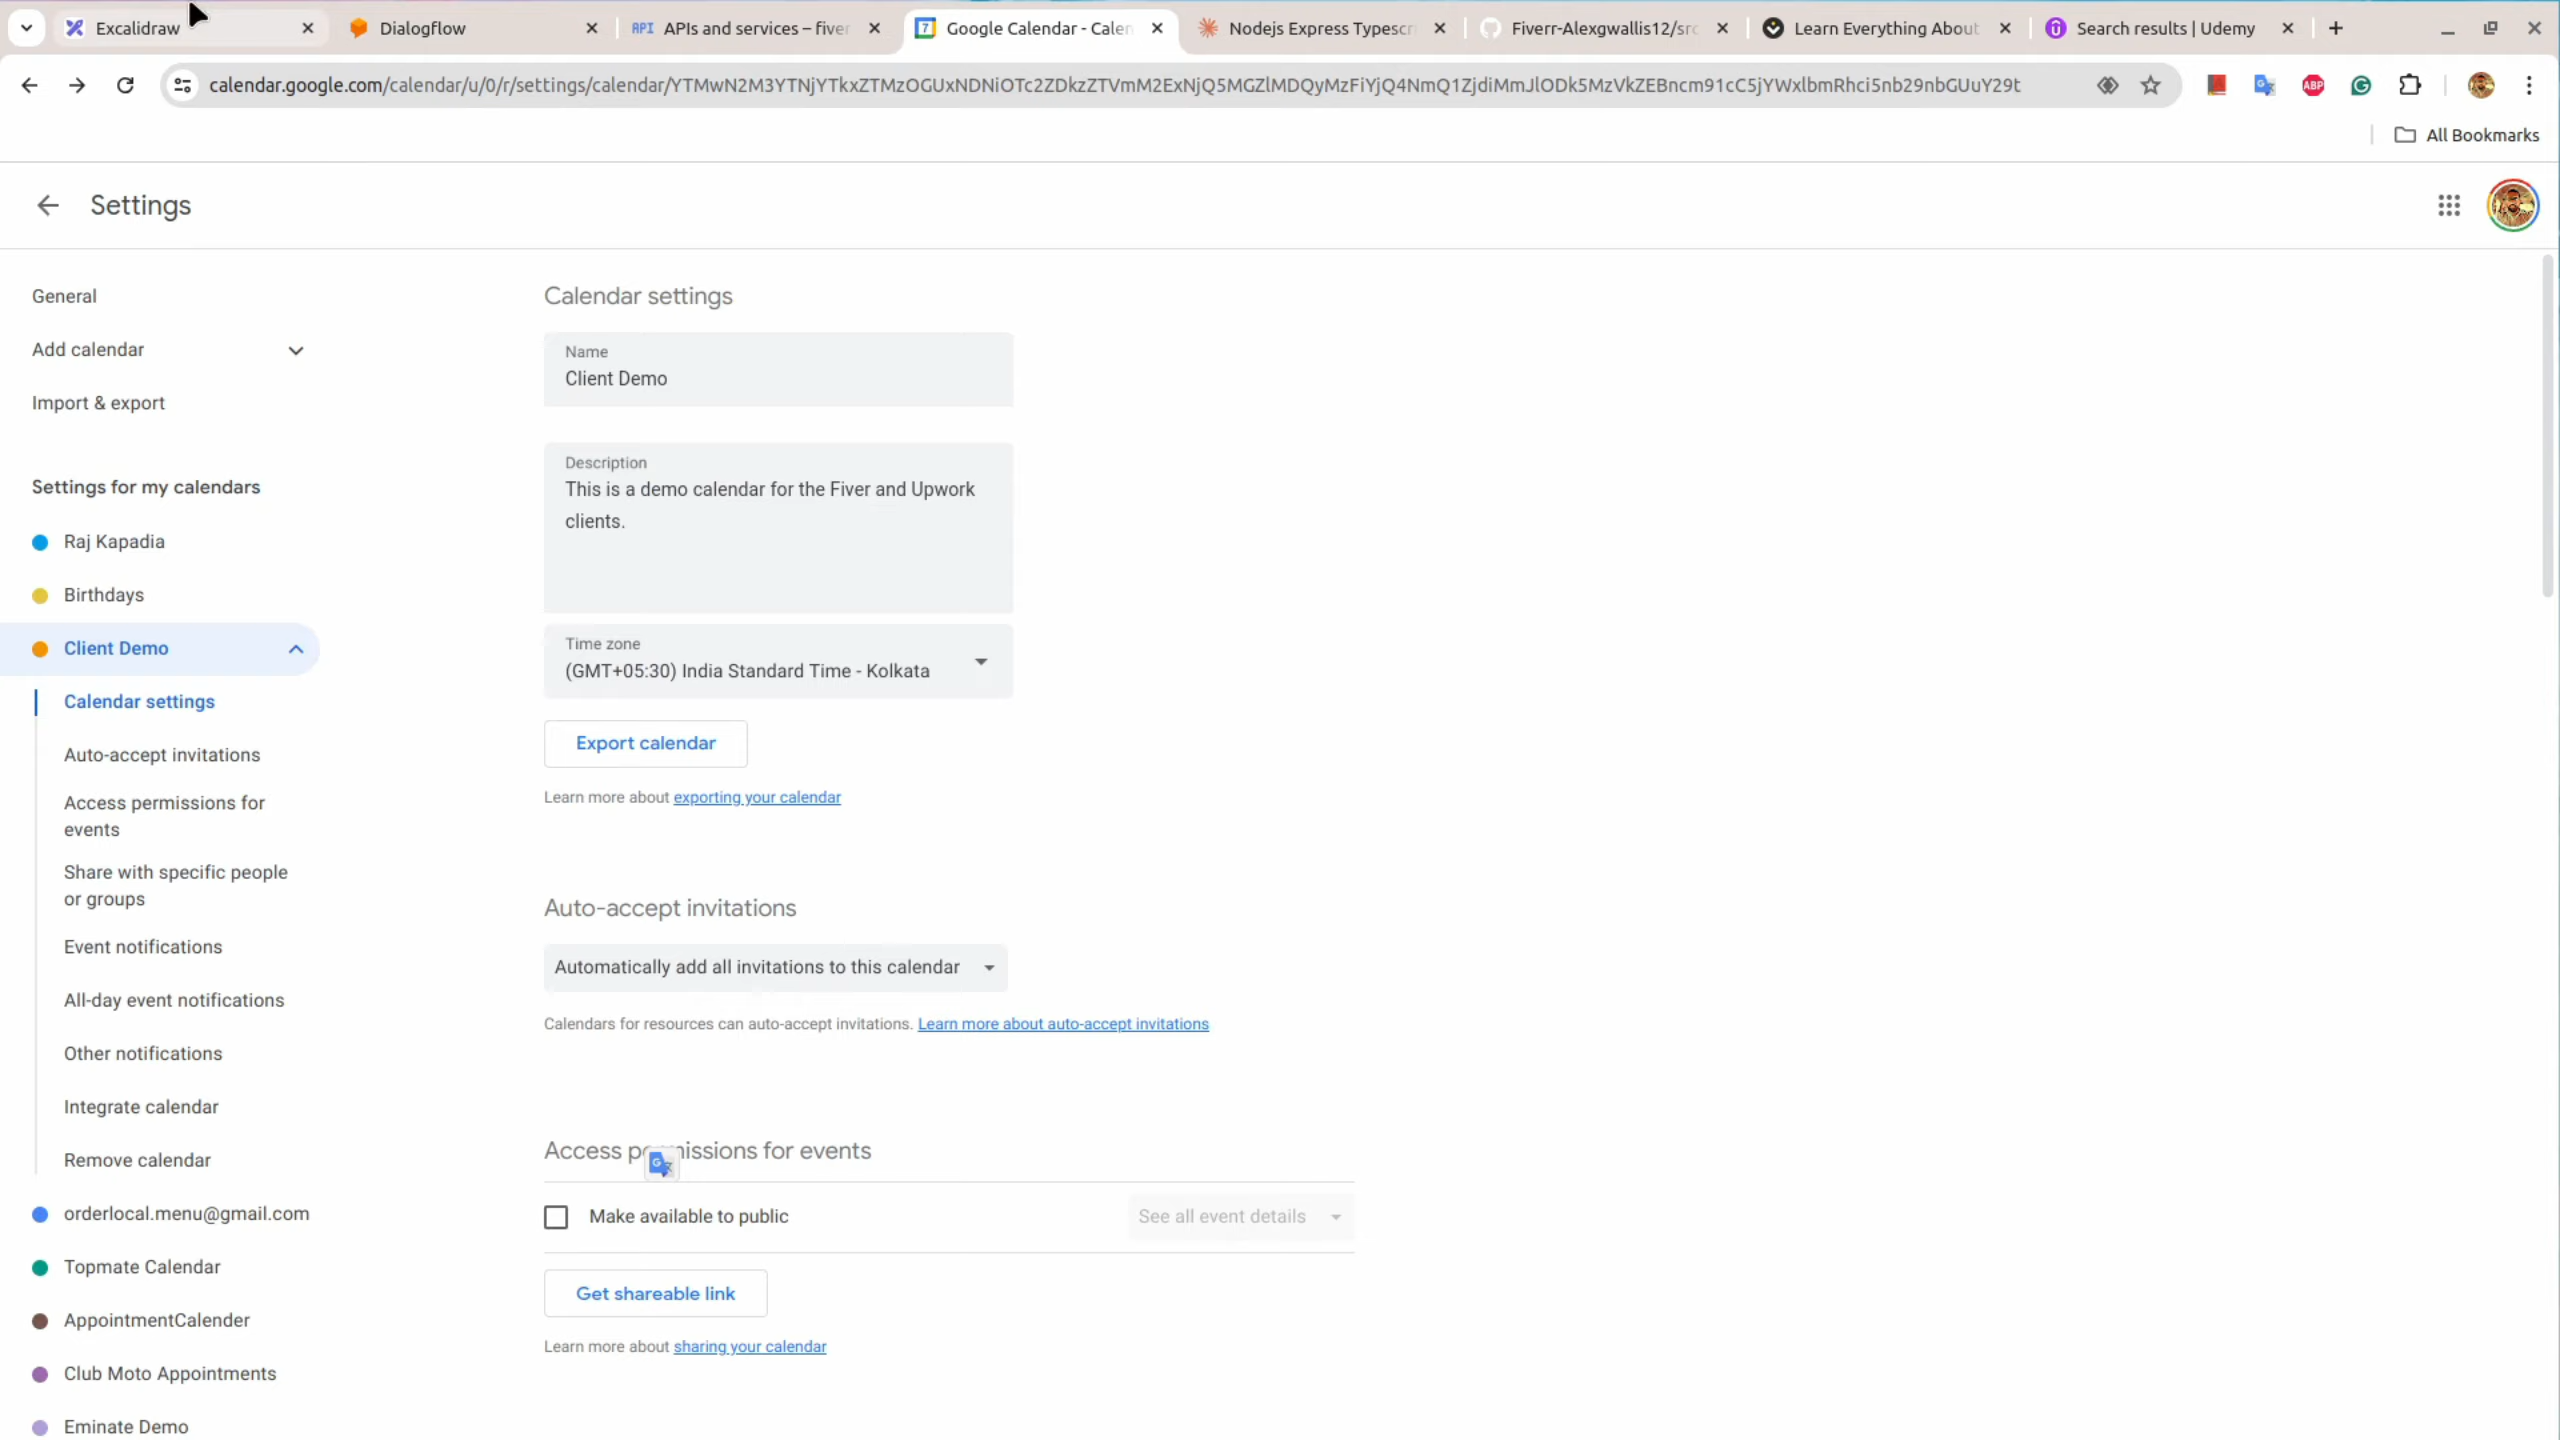 Excalidraw
Dialogflow
API APIs and services – fiver
7 Google Calendar - Calen
Nodejs Express Typescri
Fiverr-Alexgwallis12/src
Learn Everything About
Search results | Udemy
calendar.google.com/calendar/u/0/r/settings/calendar/YTMwN2M3YTNjYTkxZTMzOGUxNDNiOTc2ZDkzZTVmM2ExNjQ5MGZlMDQyMzFiYjQ4NmQ1ZjdiMmJlODk5MzVkZEBncm91cC5jYWxlbmRhci5nb29nbGUuY29t
ABP
All Bookmarks
Settings
General
Add calendar
Import & export
Settings for my calendars
Raj Kapadia
Birthdays
Client Demo
Calendar settings
Auto-accept invitations
Access permissions for
events
Share with specific people
or groups
Event notifications
All-day event notifications
Other notifications
Integrate calendar
Remove calendar
orderlocal.menu@gmail.com
Topmate Calendar
AppointmentCalender
Club Moto Appointments
Eminate Demo
Calendar settings
Name
Client Demo
Description
This is a demo calendar for the Fiver and Upwork
clients.
Time zone
(GMT+05:30) India Standard Time - Kolkata
Export calendar
Learn more about exporting your calendar
Auto-accept invitations
Automatically add all invitations to this calendar
Calendars for resources can auto-accept invitations. Learn more about auto-accept invitations
Access permissions for events
Make available to public
See all event details
Get shareable link
Learn more about sharing your calendar